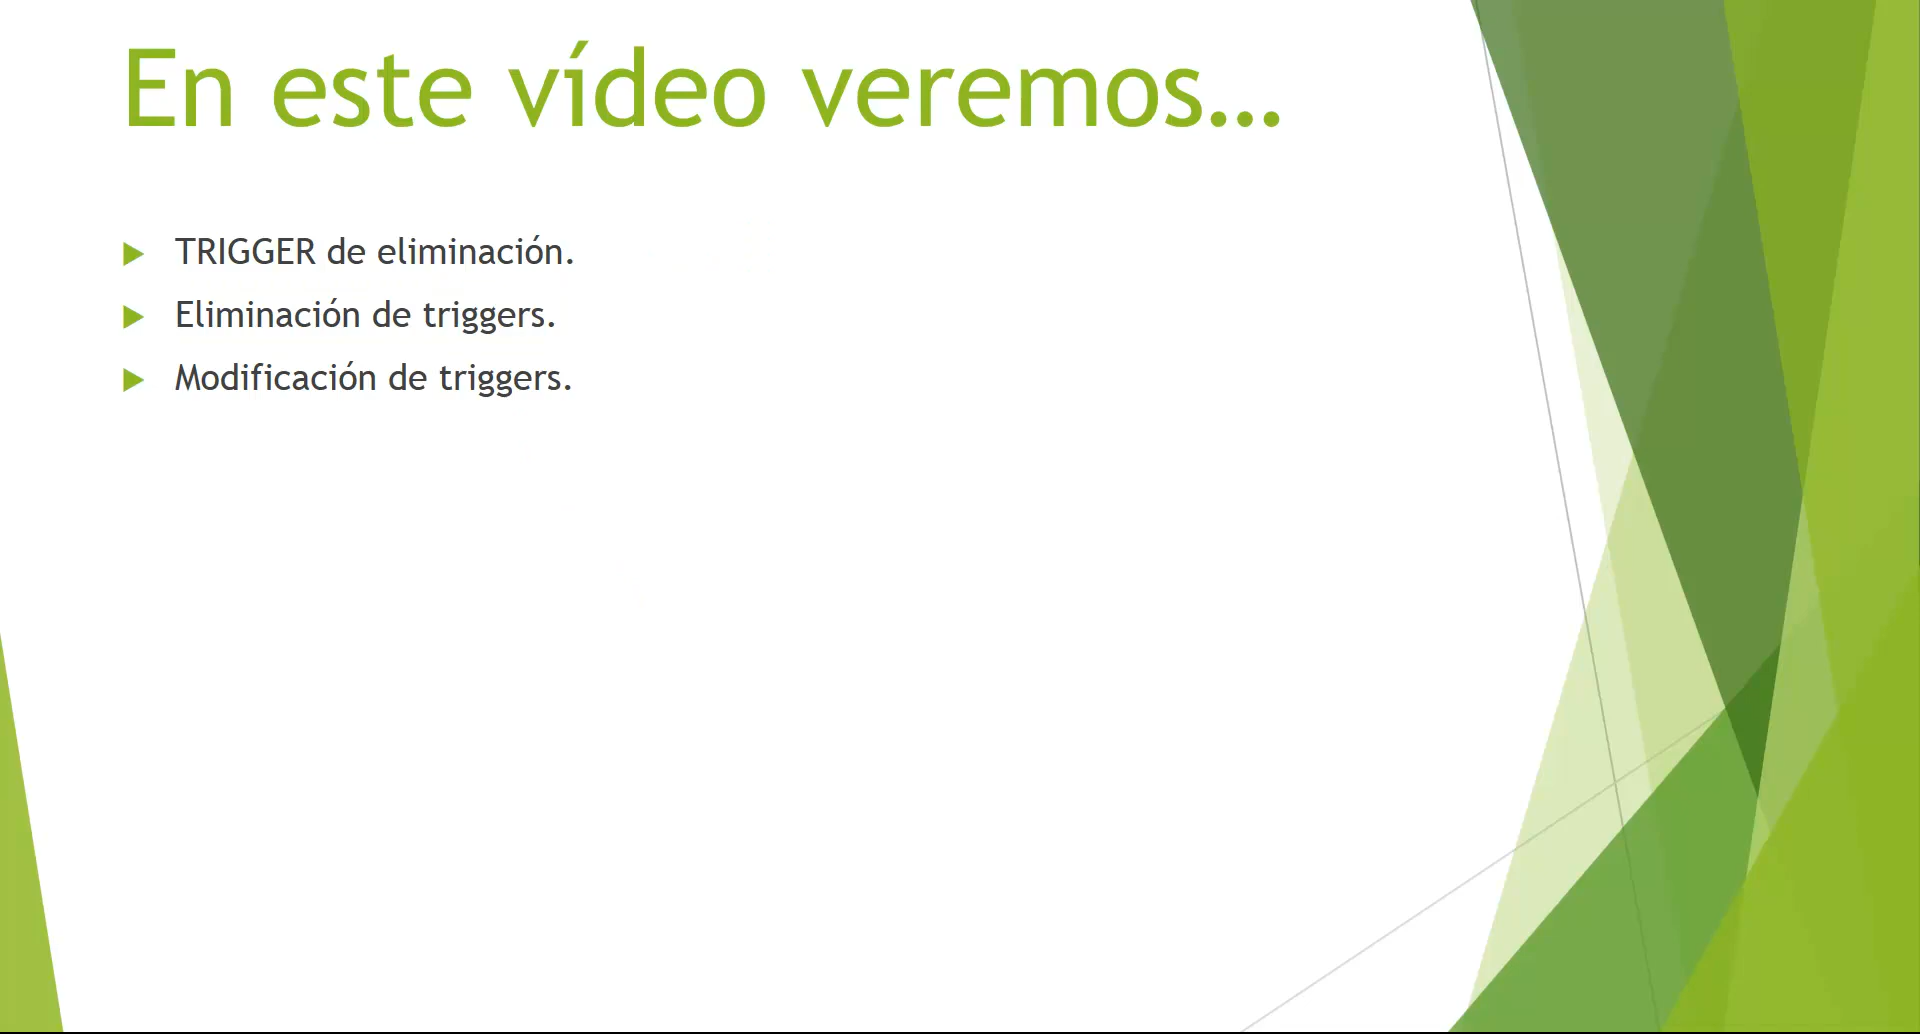 En este vídeo veremos...
TRIGGER de eliminación.
Eliminación de triggers.
Modificación de triggers.